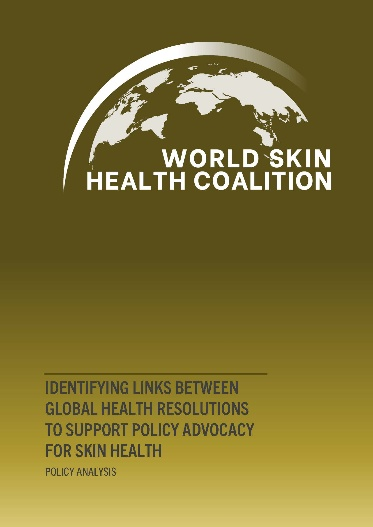 WORLD SKIN
HEALTH COALITION
IDENTIFYING LINKS BETWEEN
GLOBAL HEALTH RESOLUTIONS
TO SUPPORT POLICY ADVOCACY
FOR SKIN HEALTH
POLICY ANALYSIS